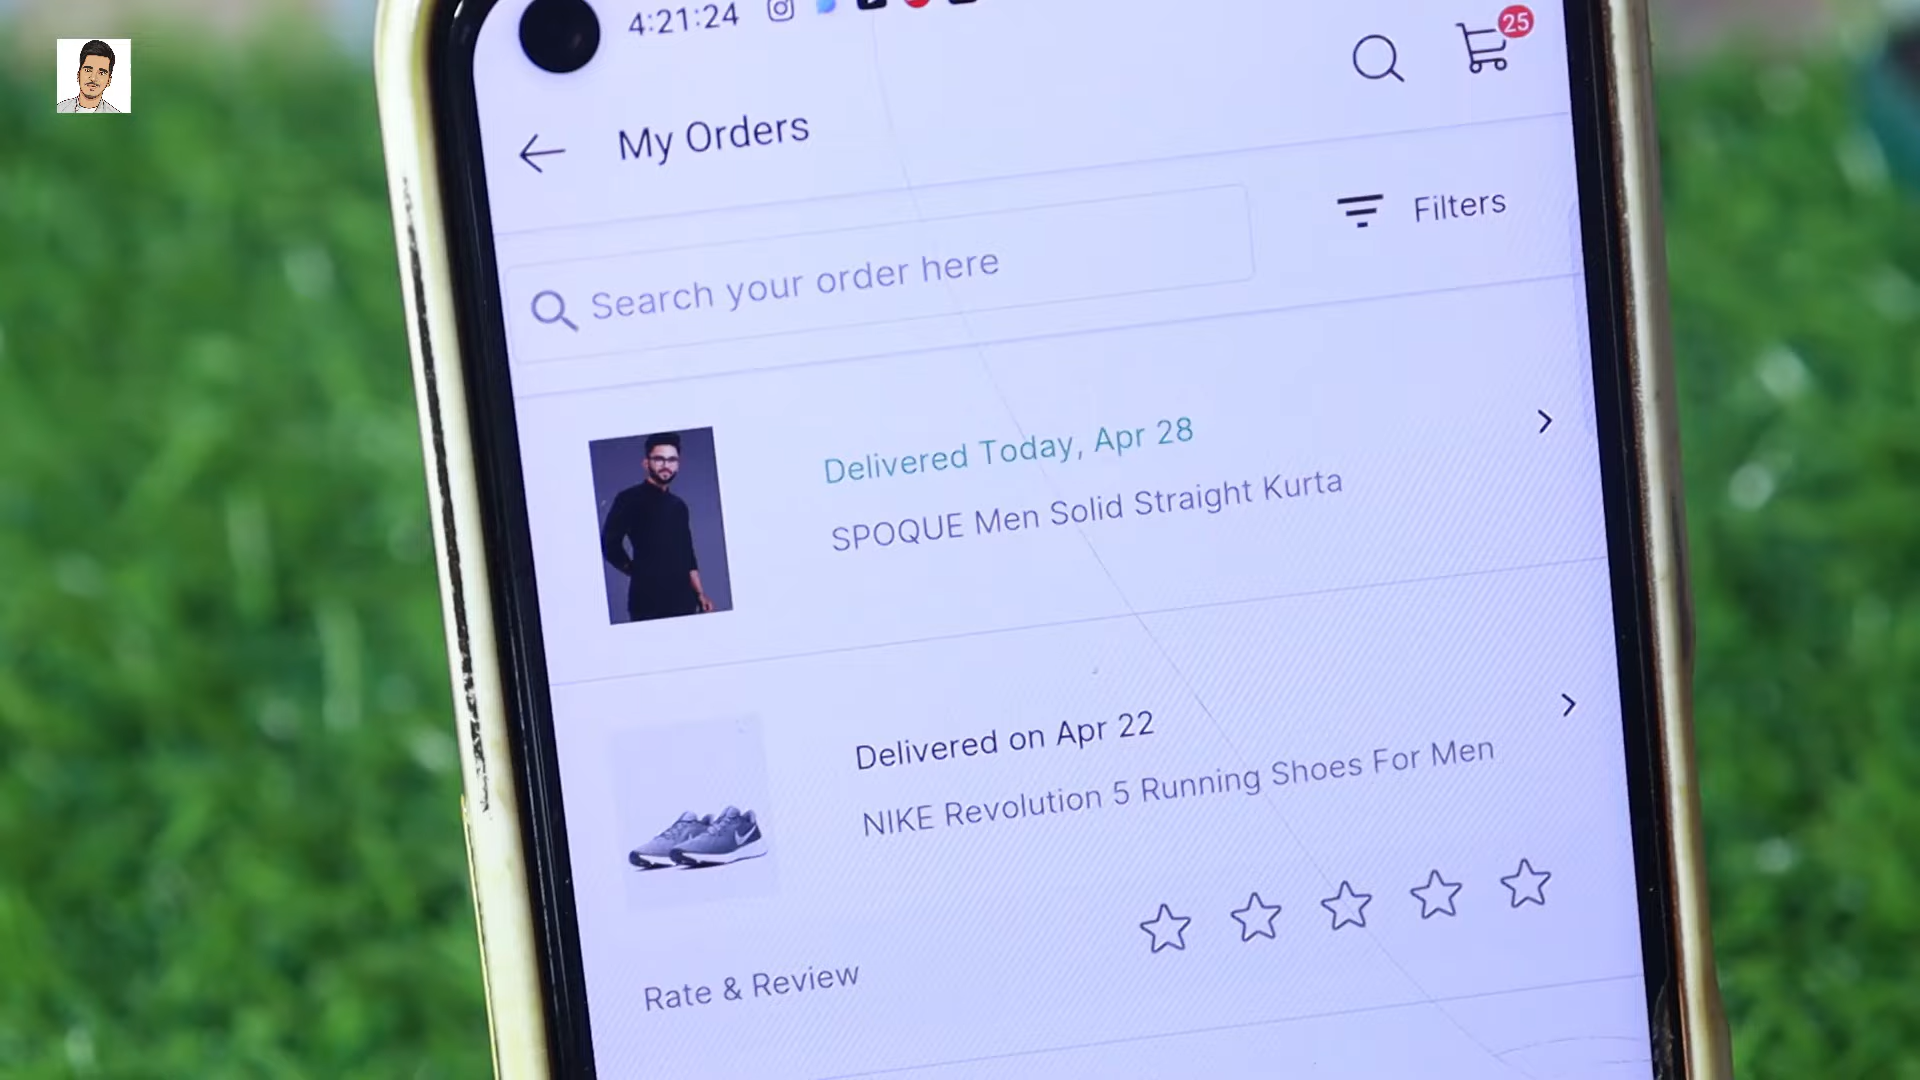 4:21:24
25
My Orders
Search your order here
Filters
Delivered Today, Apr 28
SPOQUE Men Solid Straight Kurta
Delivered on Apr 22
NIKE Revolution 5 Running Shoes For Men
Rate & Review